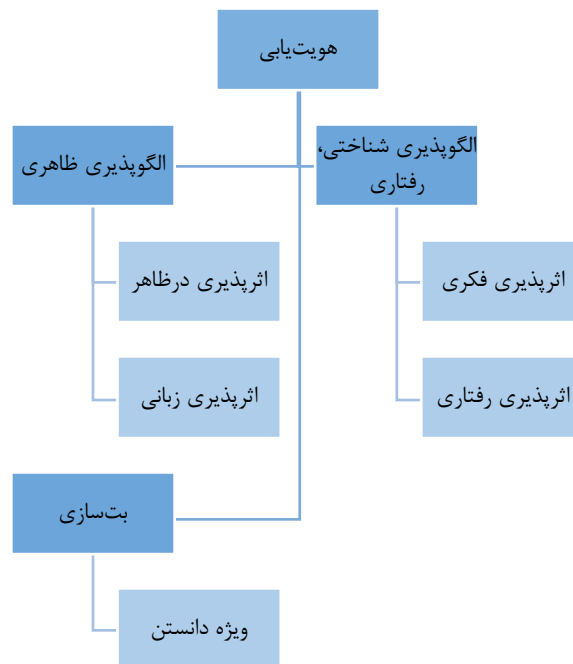 هویت‌یابی
الگوپذیری شناختی،
رفتاری
الگوپذیری ظاهری
اثرپذیری فکری
اثرپذیری درظاهر
اثرپذیری رفتاری
اثرپذیری زبانی
بت‌سازی
ویژه دانستن